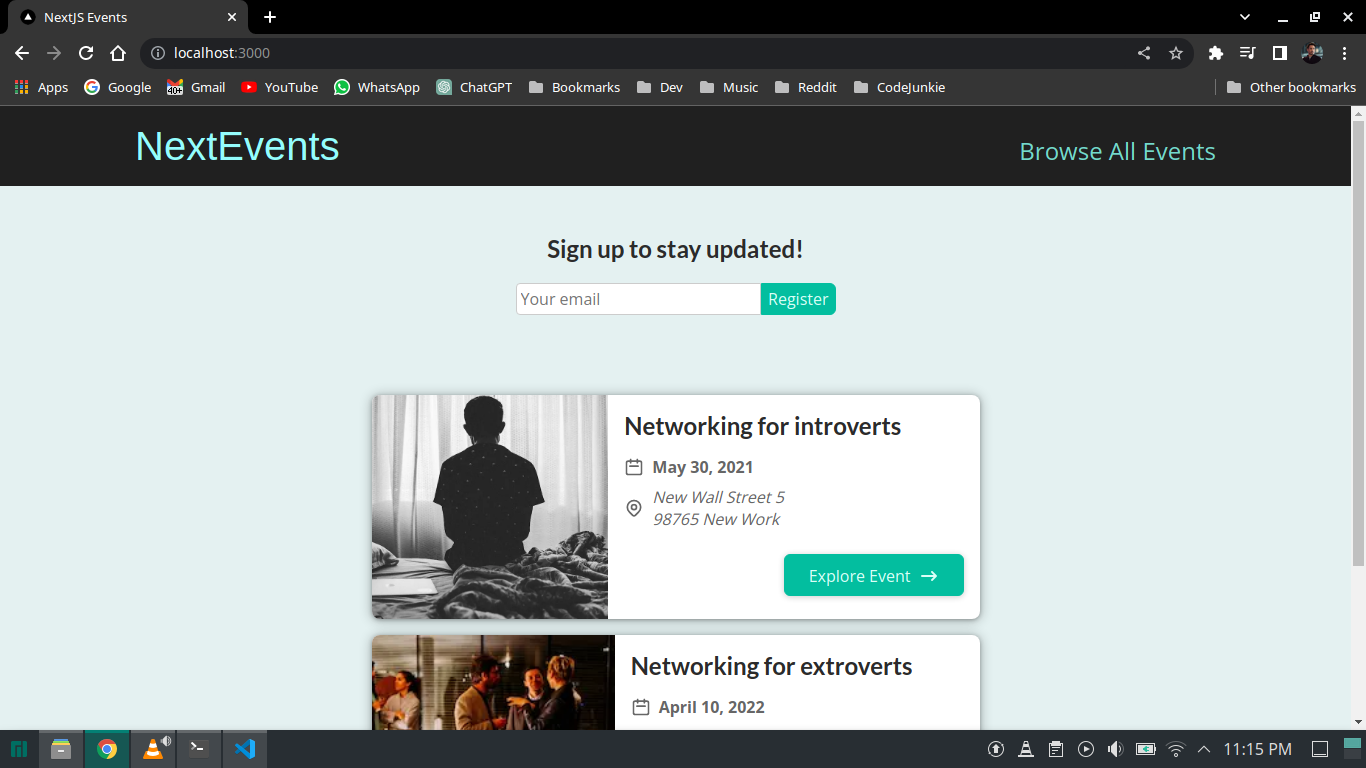 NextJS Events
localhost:3000
Apps Google Gmail YouTube WhatsApp ChatGPT Bookmarks Dev Music Reddit CodeJunkie Other bookmarks
40+
NextEvents Browse All Events
Sign up to stay updated!
Your email Register
Networking for introverts
May 30, 2021
New Wall Street 5
98765 New Work
Explore Event →
Networking for extroverts
April 10, 2022
11:15 PM